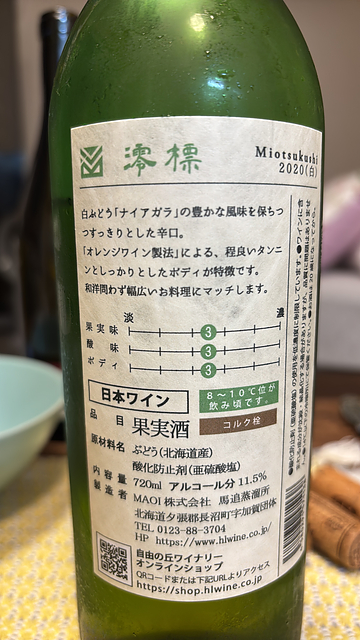 澪標
Miotsukushi
2020(白)
白ぶどう「ナイアガラ」の豊かな風味を保ちつ
つすっきりとした辛口。
「オレンジワイン製法」による、程良いタンニ
ンとしっかりとしたボディが特徴です。
和洋問わず幅広いお料理にマッチします。
淡 濃
果実味 3
酸味 3
ボディ 3
日本ワイン
8〜10℃位が
飲み頃です。
品目 果実酒
コルク栓
原材料名 ぶどう(北海道産)
酸化防止剤(亜硫酸塩)
内容量 720ml アルコール分 11.5%
製造者 MAOI 株式会社 馬追蒸溜所
北海道夕張郡長沼町字加賀団体
TEL 0123-88-3704
HP https://www.hlwine.co.jp/
自由の丘ワイナリー
オンラインショップ
QRコードまたは下記URLよりアクセス
https://shop.hlwine.co.jp